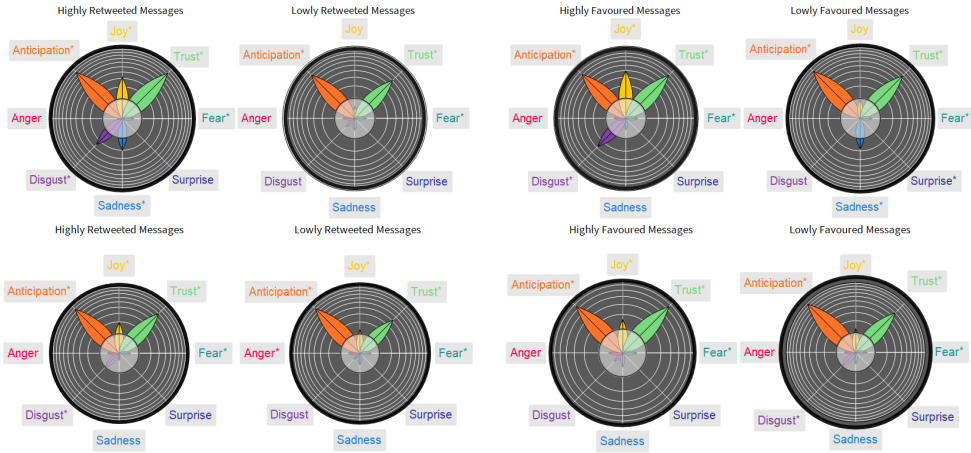 Highly Retweeted Messages
Joy*
Anticipation*
Trust*
Anger
Fear*
Disgust*
Surprise
Sadness*
Lowly Retweeted Messages
Joy
Anticipation*
Trust*
Anger
Fear*
Disgust
Surprise
Sadness
Highly Favoured Messages
Joy*
Anticipation*
Trust*
Anger
Fear*
Disgust*
Surprise
Sadness
Lowly Favoured Messages
Joy
Anticipation*
Trust*
Anger
Fear*
Disgust
Surprise*
Sadness*
Highly Retweeted Messages
Joy*
Anticipation*
Trust*
Anger
Fear*
Disgust*
Surprise
Sadness
Lowly Retweeted Messages
Joy*
Anticipation*
Trust*
Anger*
Fear*
Disgust
Surprise
Sadness
Highly Favoured Messages
Joy*
Anticipation*
Trust*
Anger
Fear*
Disgust
Surprise
Sadness
Lowly Favoured Messages
Joy*
Anticipation*
Trust*
Anger
Fear*
Disgust*
Surprise
Sadness